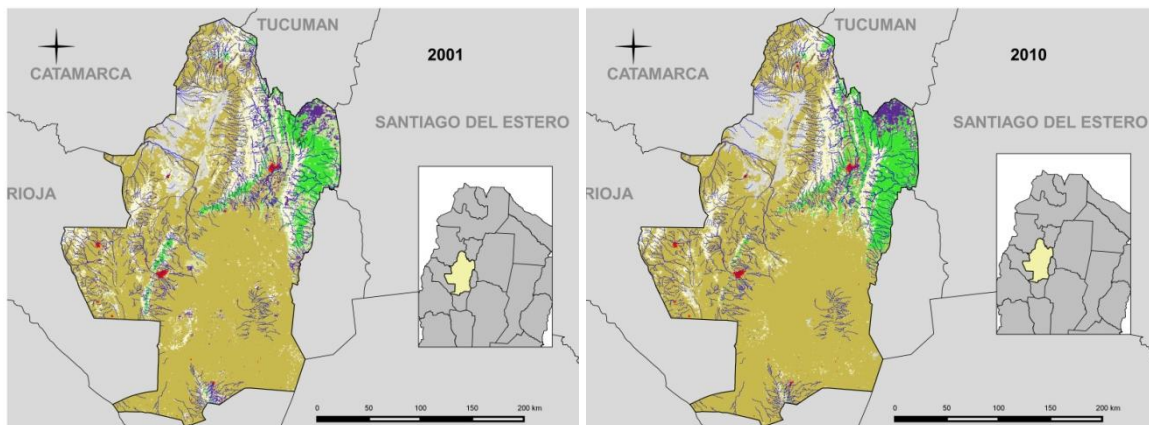 TUCUMAN
2001
CATAMARCA
SANTIAGO DEL ESTERO
RIOJA
0 50 100 150 200 km
TUCUMAN
2010
CATAMARCA
SANTIAGO DEL ESTERO
RIOJA
0 50 100 150 200 km